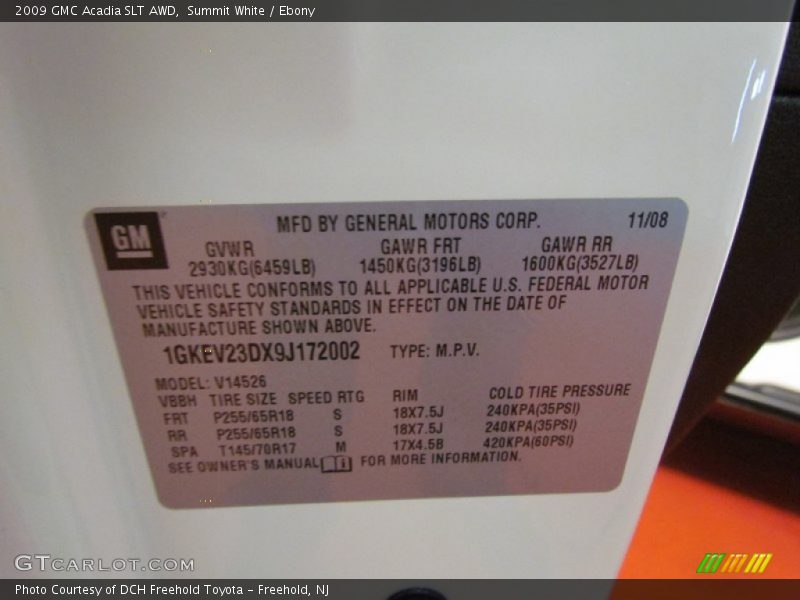 2009 GMC Acadia SLT AWD,  Summit White / Ebony
GM
MFD BY GENERAL MOTORS CORP.
11/08
GVWR GAWR FRT GAWR RR
2930KG(6459LB) 1450KG(3196LB) 1600KG(3527LB)
THIS VEHICLE CONFORMS TO ALL APPLICABLE U.S. FEDERAL MOTOR
VEHICLE SAFETY STANDARDS IN EFFECT ON THE DATE OF
MANUFACTURE SHOWN ABOVE.
1GKEV23DX9J172002 TYPE: M.P.V.
MODEL: V14526
VBBH TIRE SIZE SPEED RTG RIM COLD TIRE PRESSURE
FRT P255/65R18 S 18X7.5J 240KPA(35PSI)
RR P255/65R18 S 18X7.5J 240KPA(35PSI)
SPA T145/70R17 M 17X4.5B 420KPA(60PSI)
SEE OWNER'S MANUAL FOR MORE INFORMATION.
GTCARLOT.COM
Photo Courtesy of DCH Freehold Toyota - Freehold, NJ